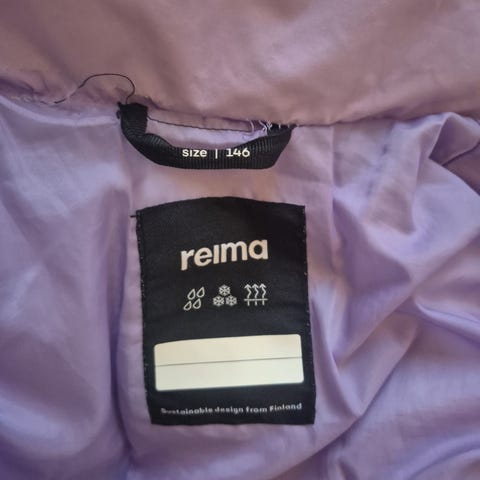 size | 146
reima
Sustainable design from Finland